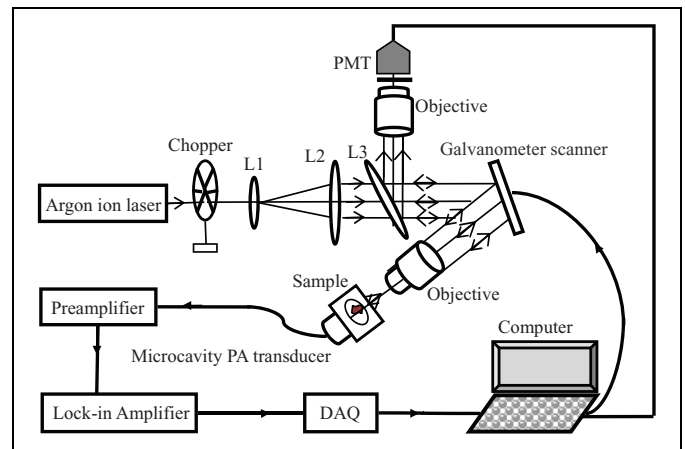 PMT
Objective
Chopper
L1
L2
L3
Galvanometer scanner
Argon ion laser
Sample
Objective
Preamplifier
Computer
Microcavity PA transducer
Lock-in Amplifier
DAQ